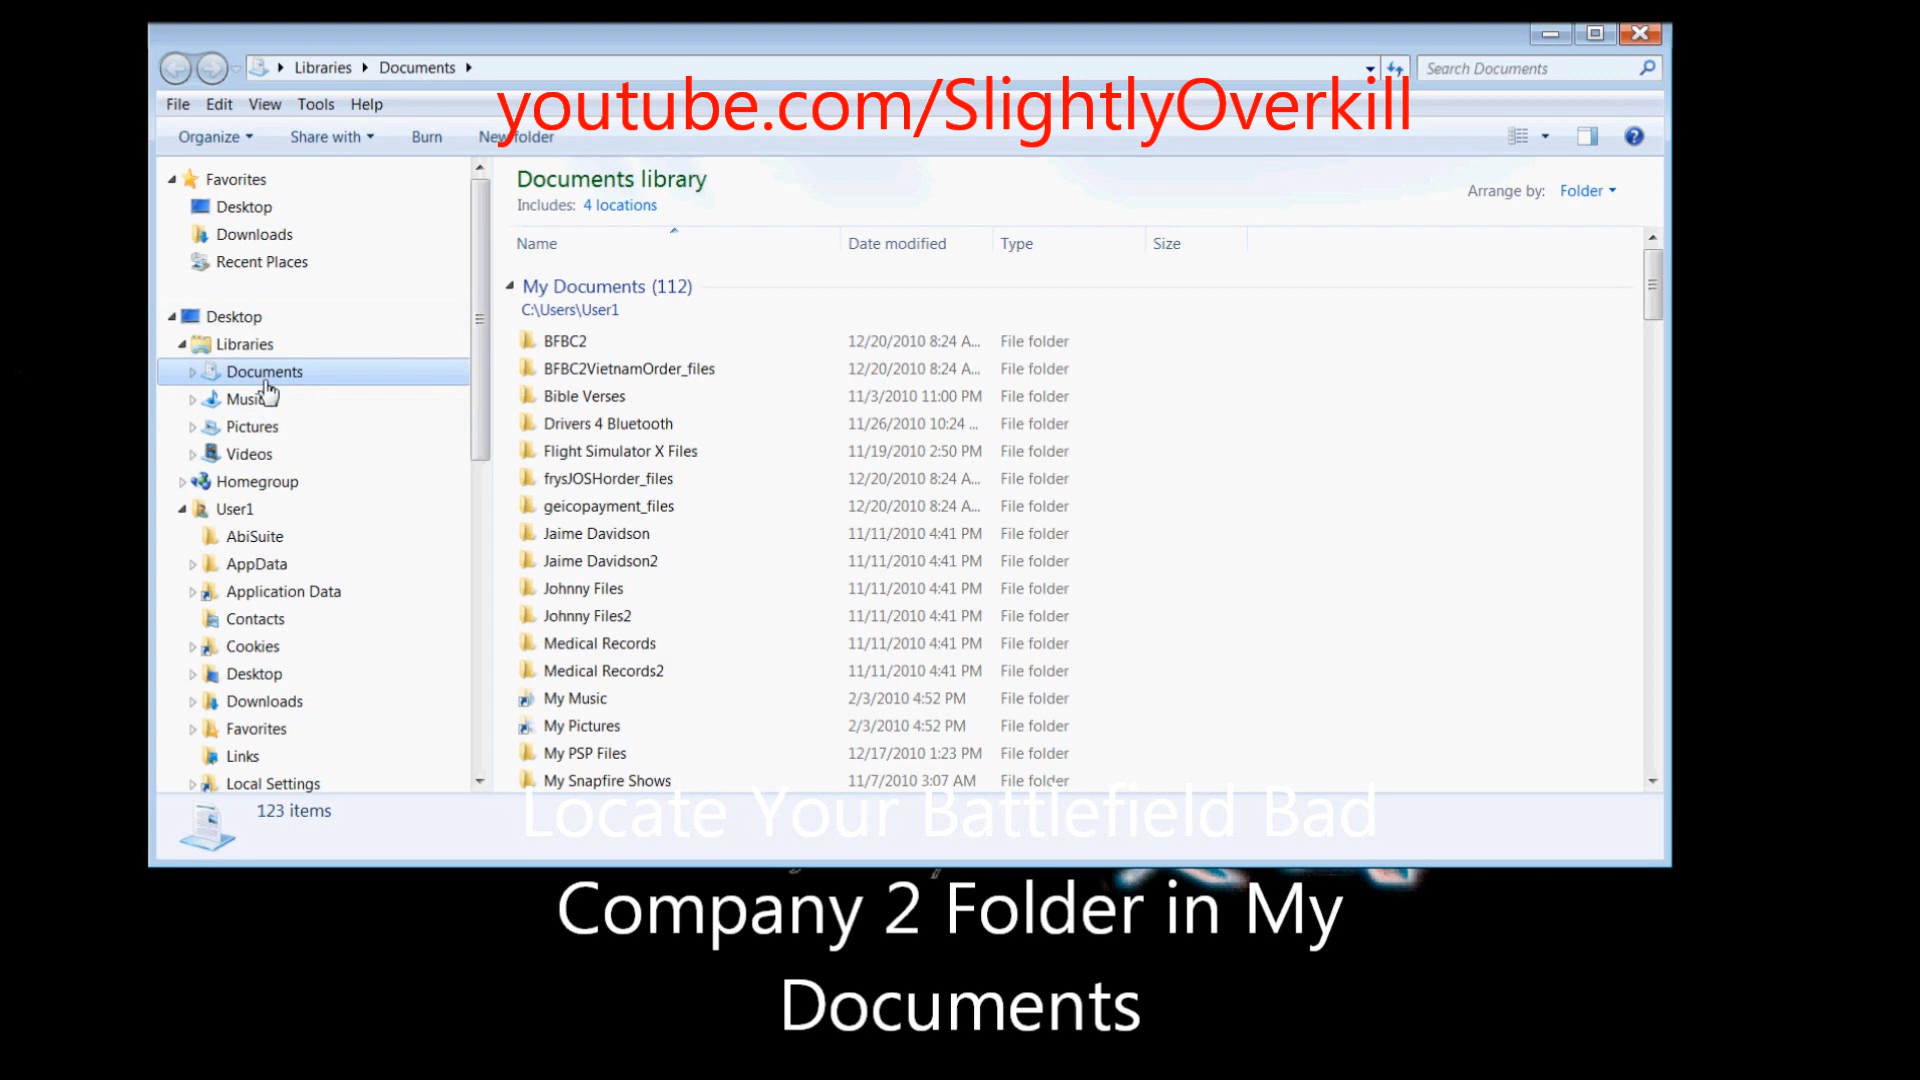 Libraries Documents
Search Documents
youtube.com/SlightlyOverkill
File Edit View Tools Help
Organize Share with Burn New folder
Favorites
Desktop
Downloads
Recent Places
Desktop
Libraries
Documents
Music
Pictures
Videos
Homegroup
User1
AbiSuite
AppData
Application Data
Contacts
Cookies
Desktop
Downloads
Favorites
Links
Local Settings
Documents library
Includes: 4 locations
Arrange by: Folder
Name Date modified Type Size
My Documents (112)
C:\Users\User1
BFBC2 12/20/2010 8:24 A... File folder
BFBC2VietnamOrder_files 12/20/2010 8:24 A... File folder
Bible Verses 11/3/2010 11:00 PM File folder
Drivers 4 Bluetooth 11/26/2010 10:24 ... File folder
Flight Simulator X Files 11/19/2010 2:50 PM File folder
frysJOSHorder_files 12/20/2010 8:24 A... File folder
geicopayment_files 12/20/2010 8:24 A... File folder
Jaime Davidson 11/11/2010 4:41 PM File folder
Jaime Davidson2 11/11/2010 4:41 PM File folder
Johnny Files 11/11/2010 4:41 PM File folder
Johnny Files2 11/11/2010 4:41 PM File folder
Medical Records 11/11/2010 4:41 PM File folder
Medical Records2 11/11/2010 4:41 PM File folder
My Music 2/3/2010 4:52 PM File folder
My Pictures 2/3/2010 4:52 PM File folder
My PSP Files 12/17/2010 1:23 PM File folder
My Snapfire Shows 11/7/2010 3:07 AM File folder
123 items
Locate Your Battlefield Bad
Company 2 Folder in My
Documents